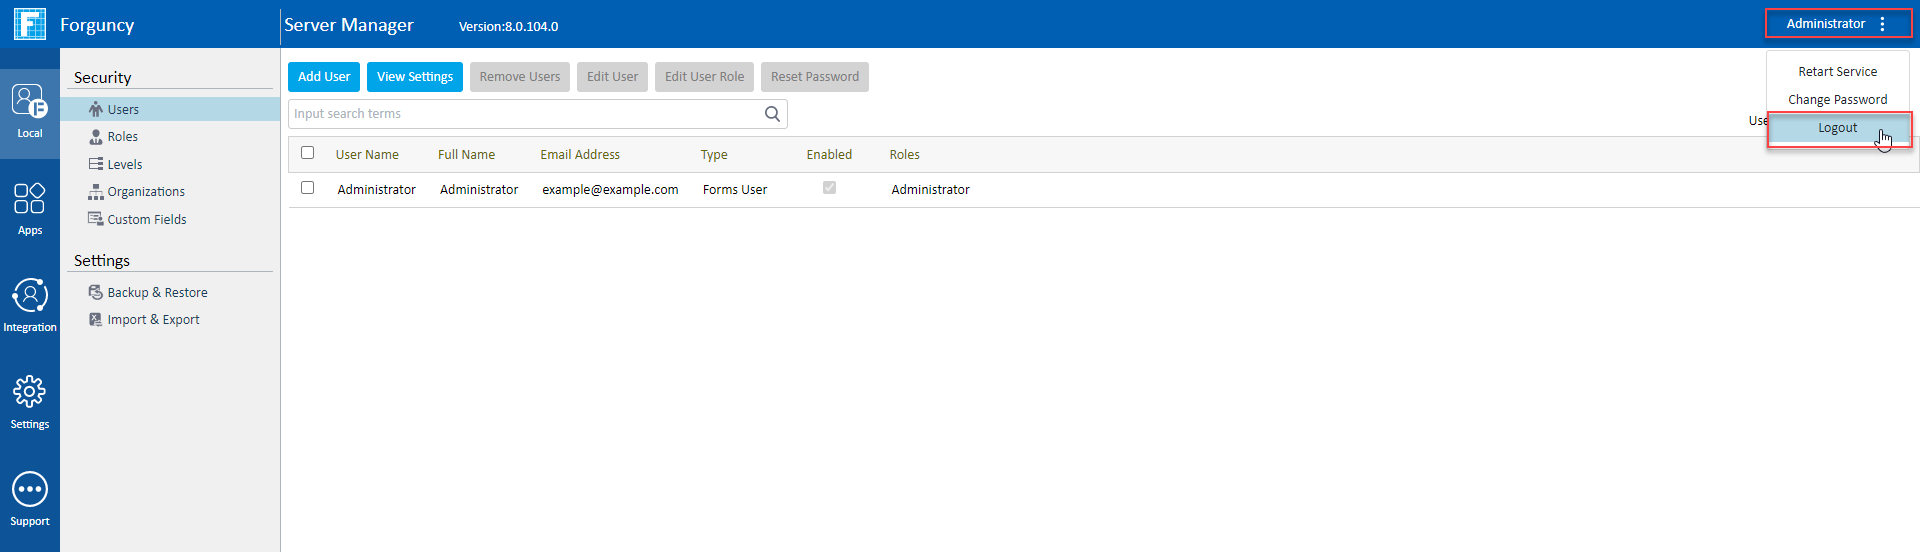 Forguncy
Server Manager
Version:8.0.104.0
Administrator
Retart Service
Change Password
Logout
Local
Apps
Integration
Settings
Support
Security
Users
Roles
Levels
Organizations
Custom Fields
Settings
Backup & Restore
Import & Export
Add User View Settings Remove Users Edit User Edit User Role Reset Password
Input search terms
User Name Full Name Email Address Type Enabled Roles
Administrator Administrator example@example.com Forms User Administrator